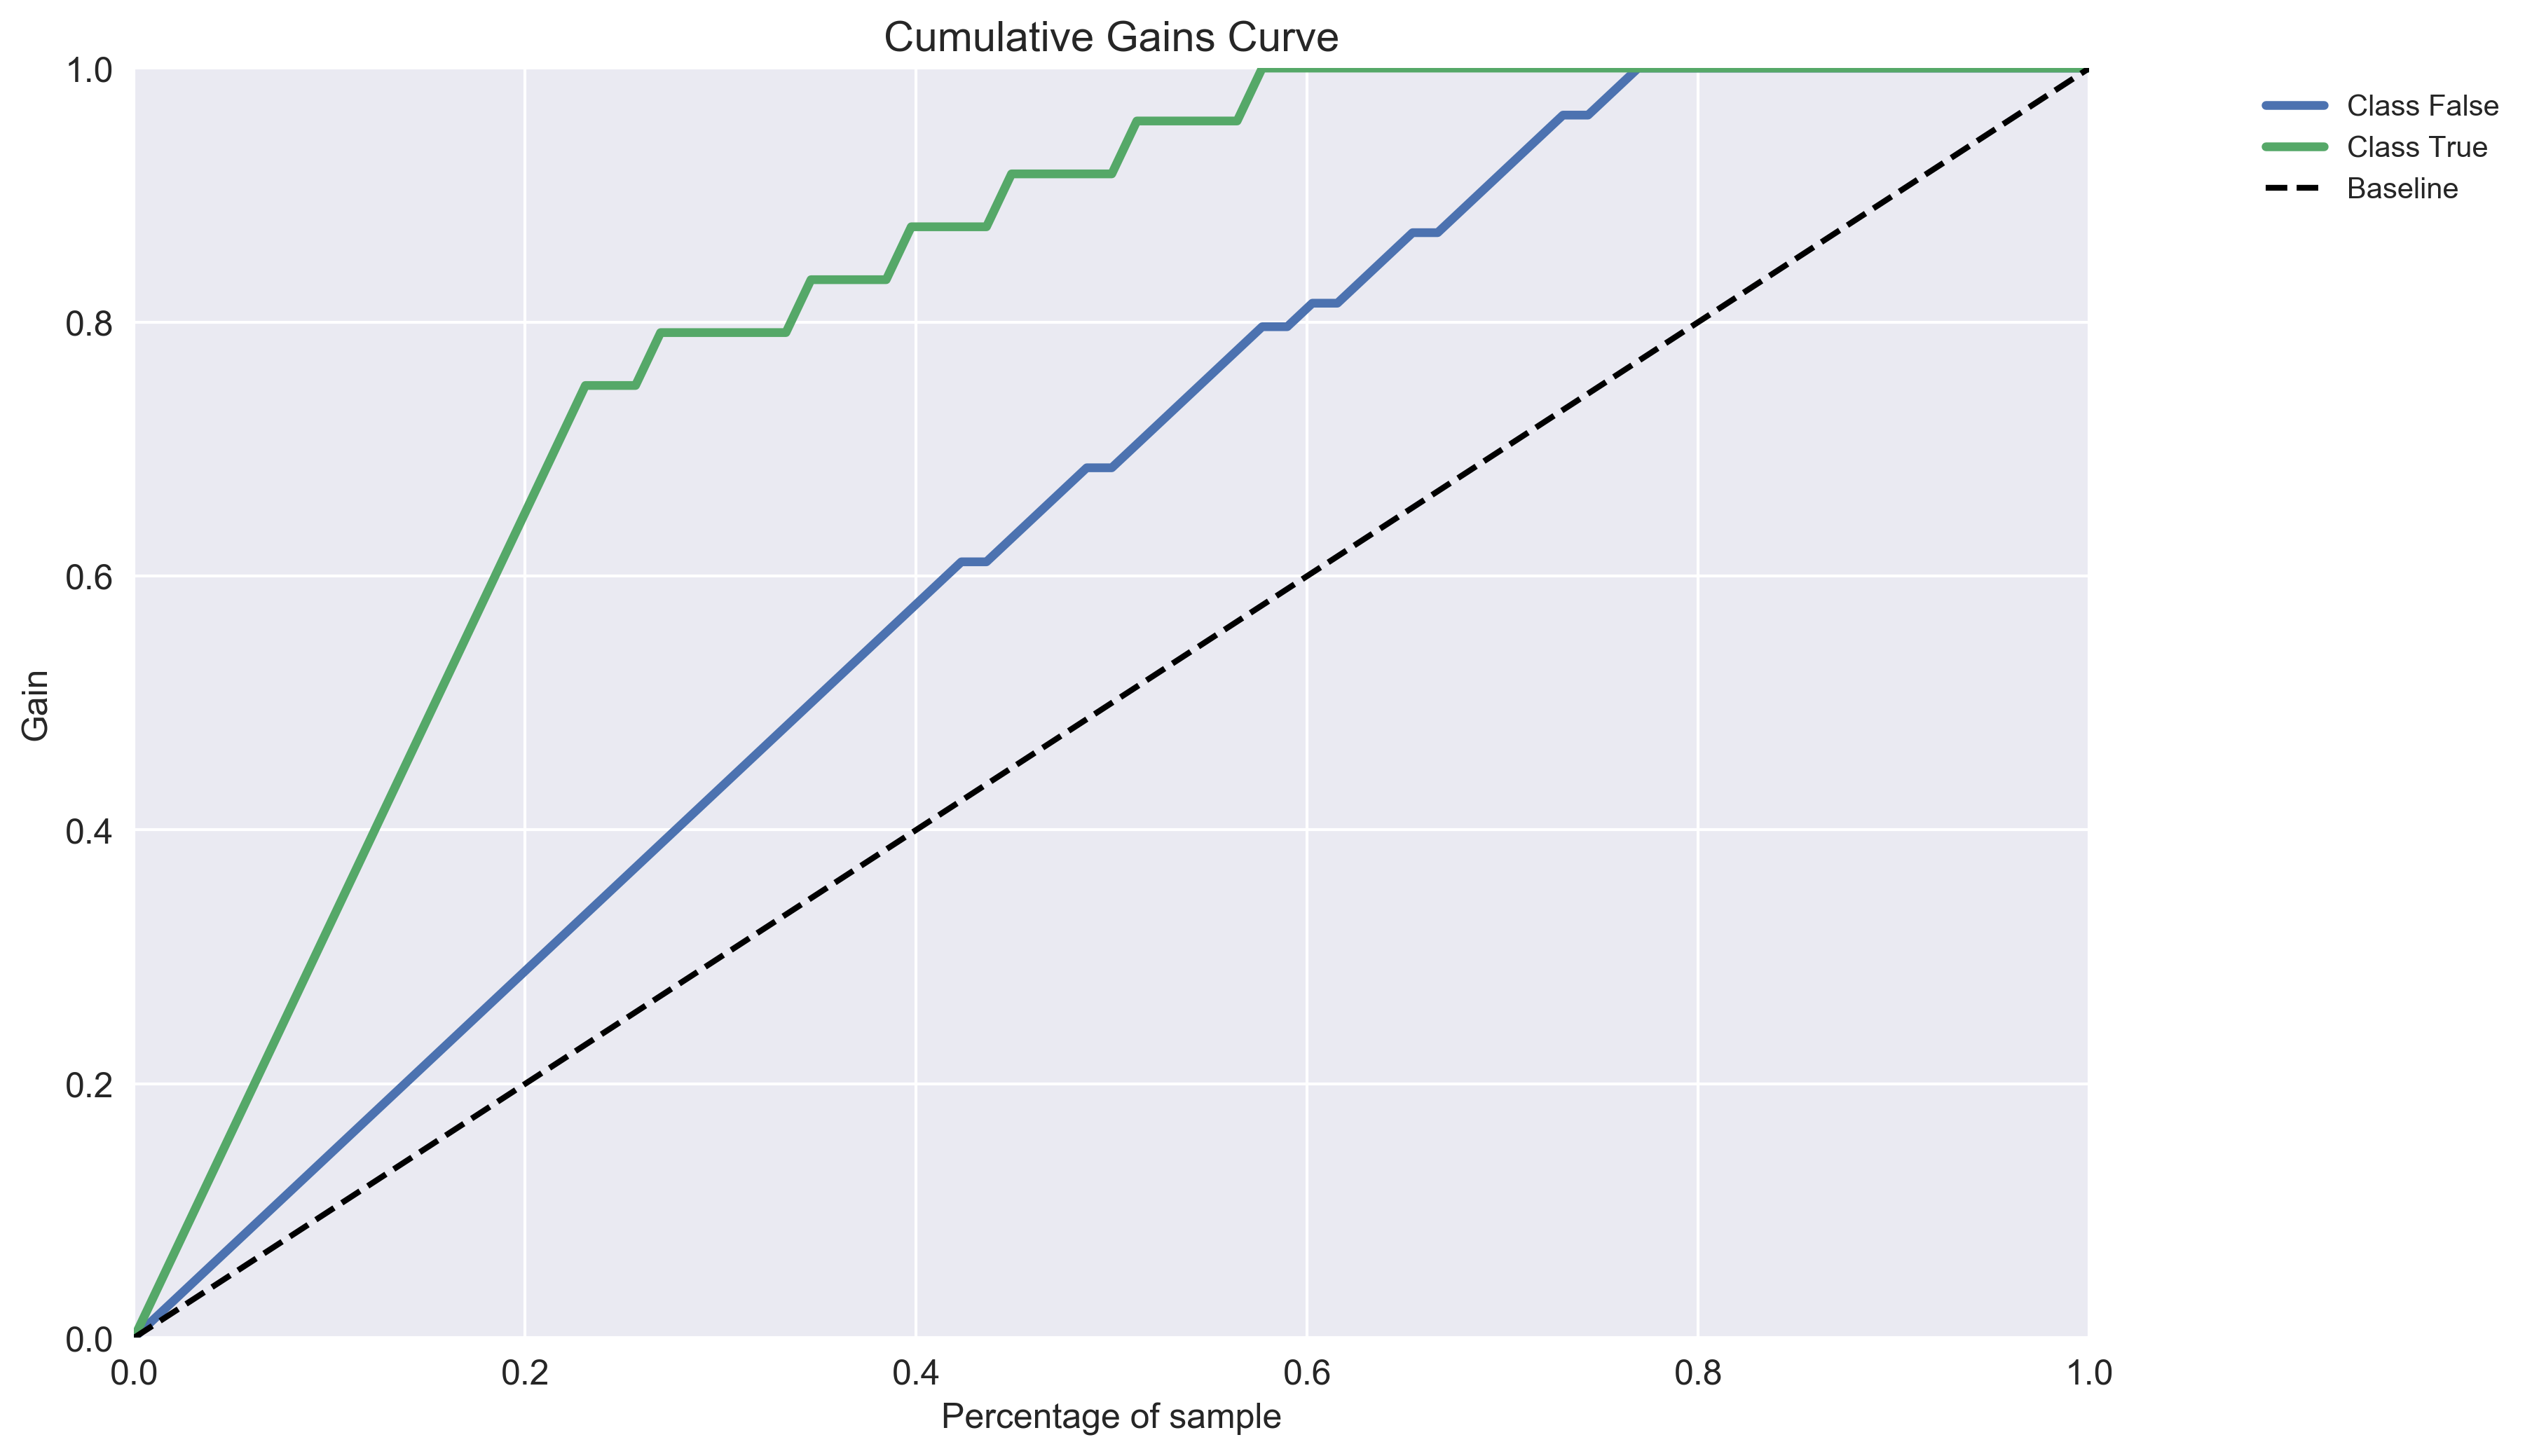 Cumulative Gains Curve
1.0
0.8
0.6
0.4
0.2
0.0
Gain
0.0 0.2 0.4 0.6 0.8 1.0
Percentage of sample
Class False
Class True
Baseline